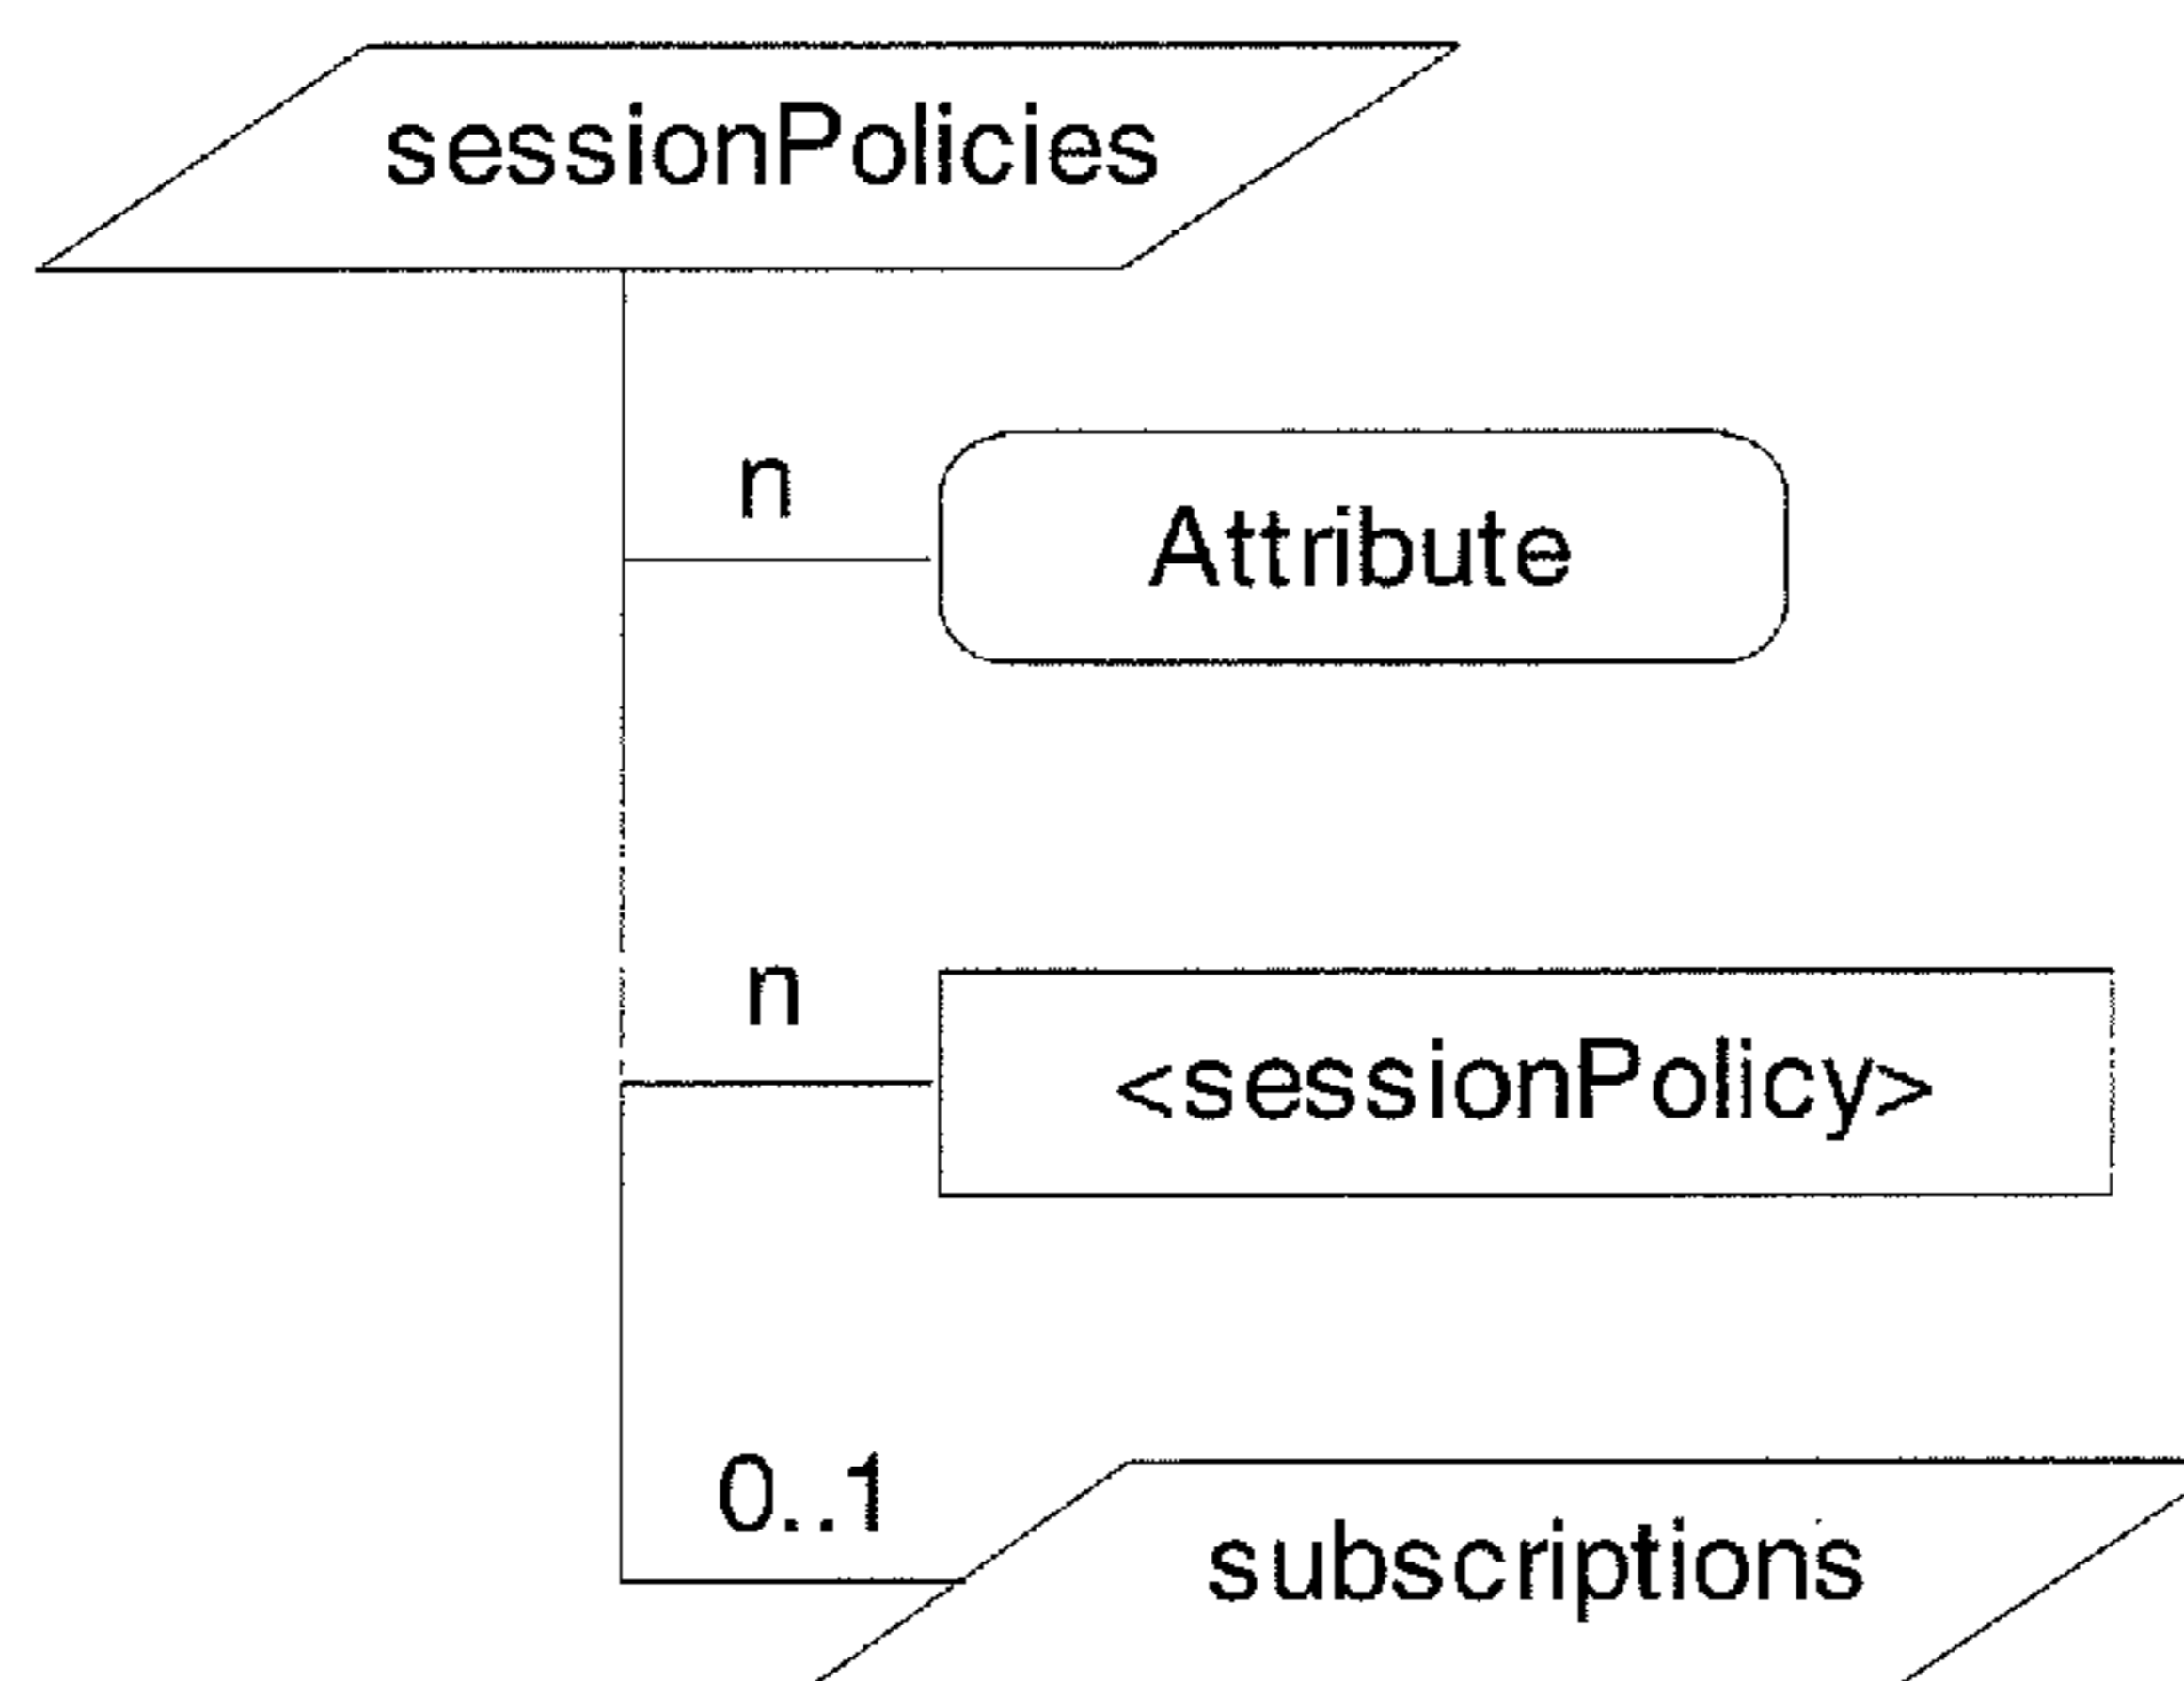 sessionPolicies
n
Attribute
n
<sessionPolicy>
0..1
subscriptions